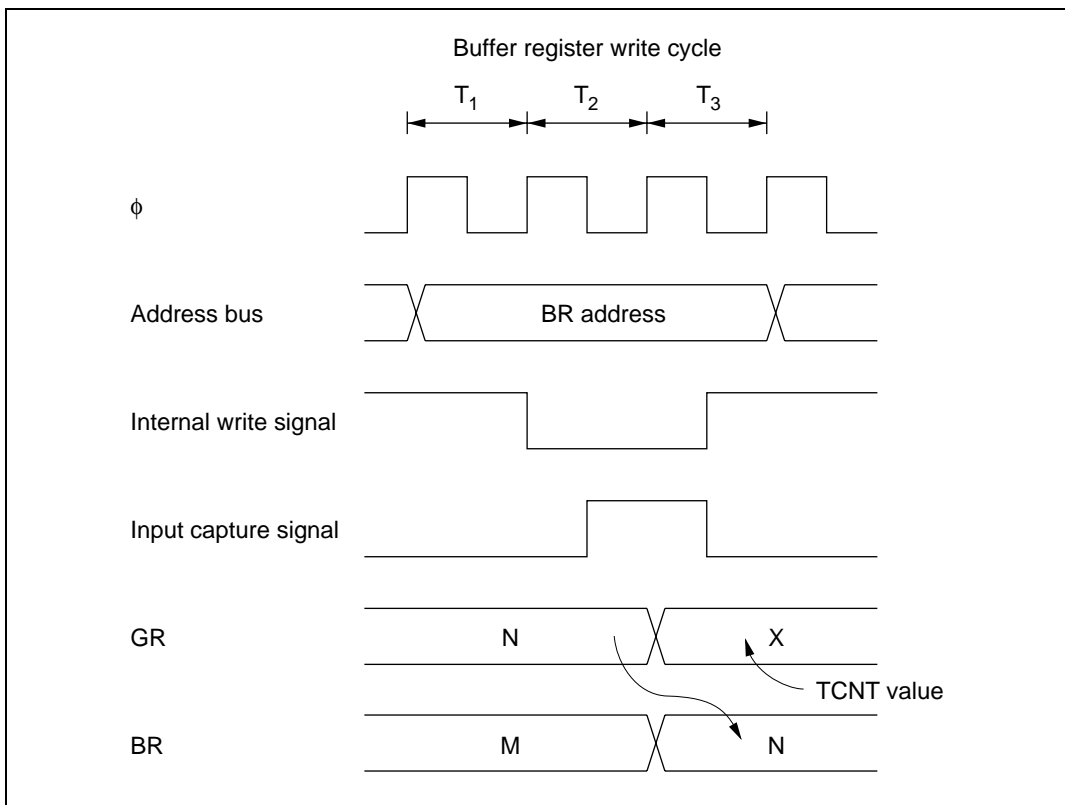 Buffer register write cycle
T1 T2 T3
φ
Address bus BR address
Internal write signal
Input capture signal
GR N X
TCNT value
BR M N